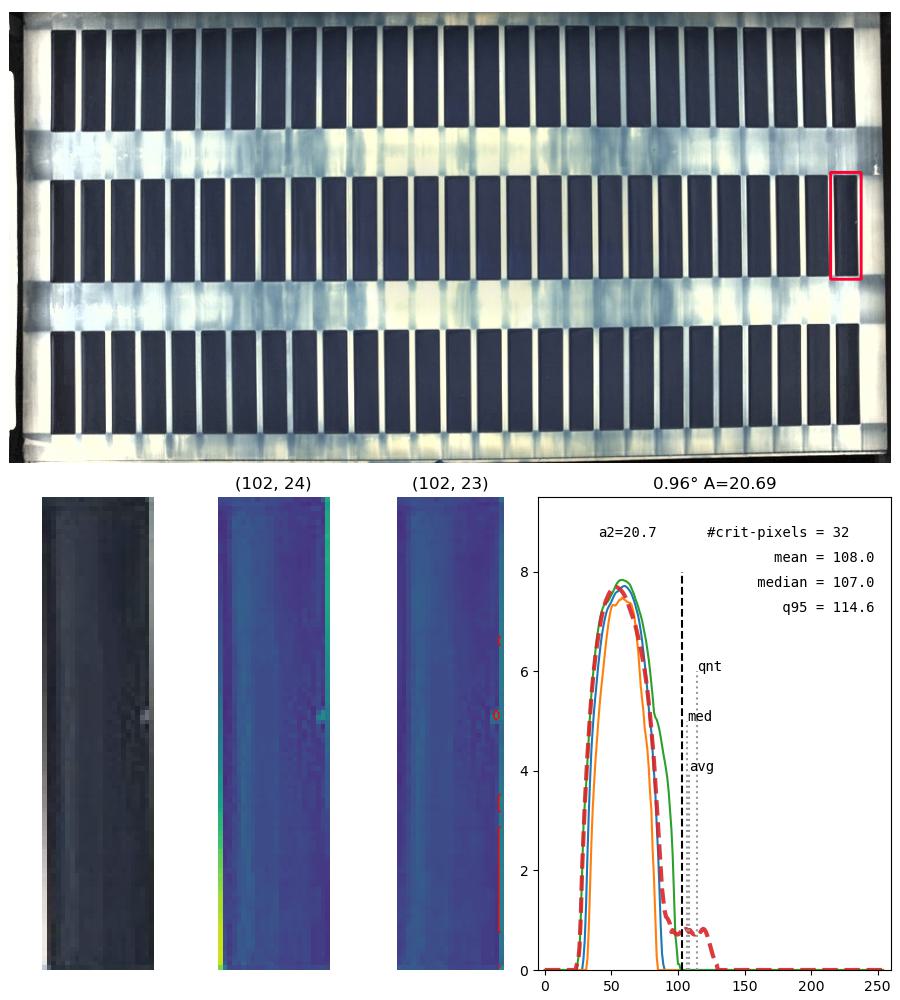 (102, 24)
(102, 23)
0.96° A=20.69
a2=20.7
#crit-pixels = 32
mean = 108.0
median = 107.0
q95 = 114.6
qnt
med
avg
8
6
4
2
0
0 50 100 150 200 250